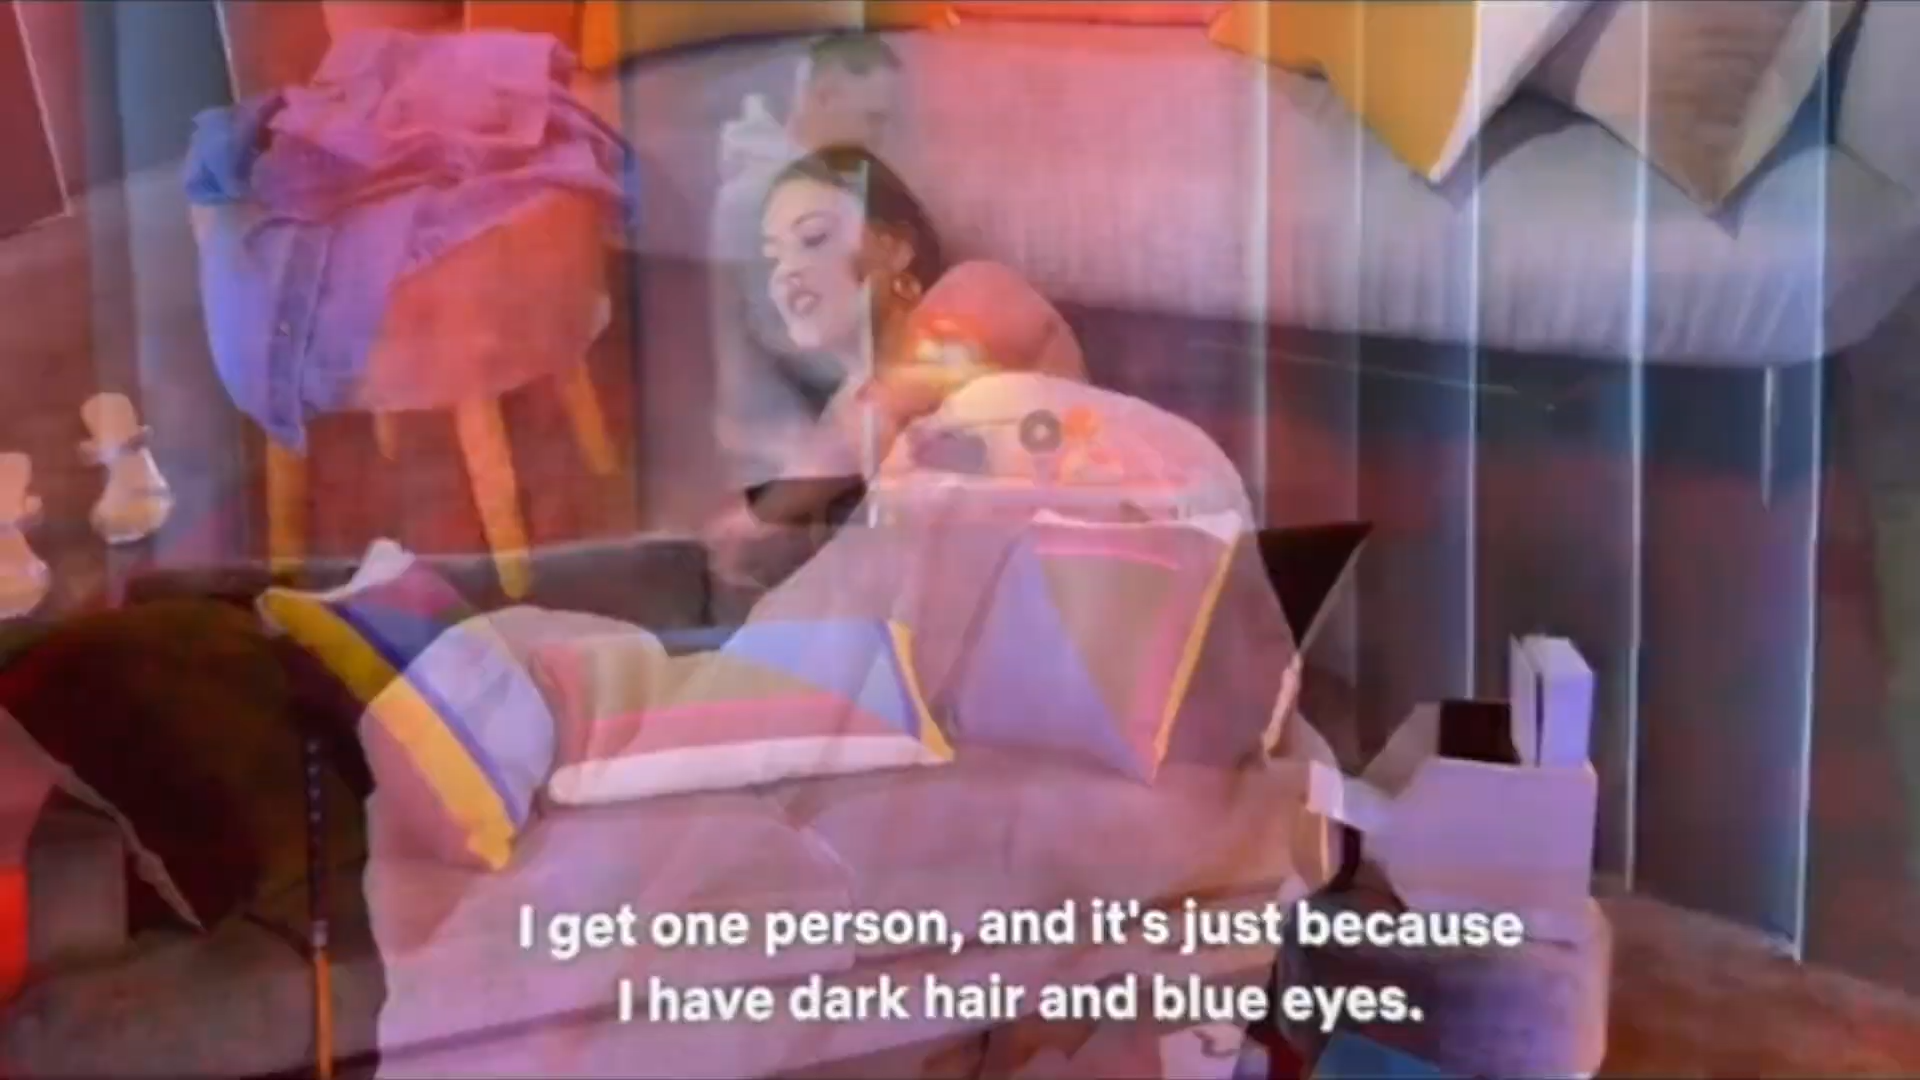 I get one person, and it's just because
I have dark hair and blue eyes.